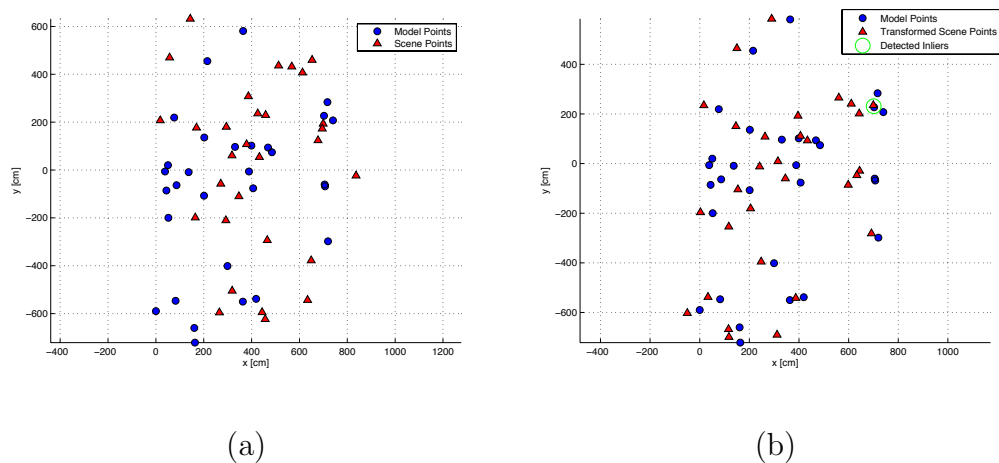 600
400
200
0
−200
−400
−600
y [cm]
−400 −200 0 200 400 600 800 1000 1200
x [cm]
Model Points
Scene Points
(a)
600
400
200
0
−200
−400
−600
y [cm]
−400 −200 0 200 400 600 800 1000
x [cm]
Model Points
Transformed Scene Points
Detected Inliers
(b)